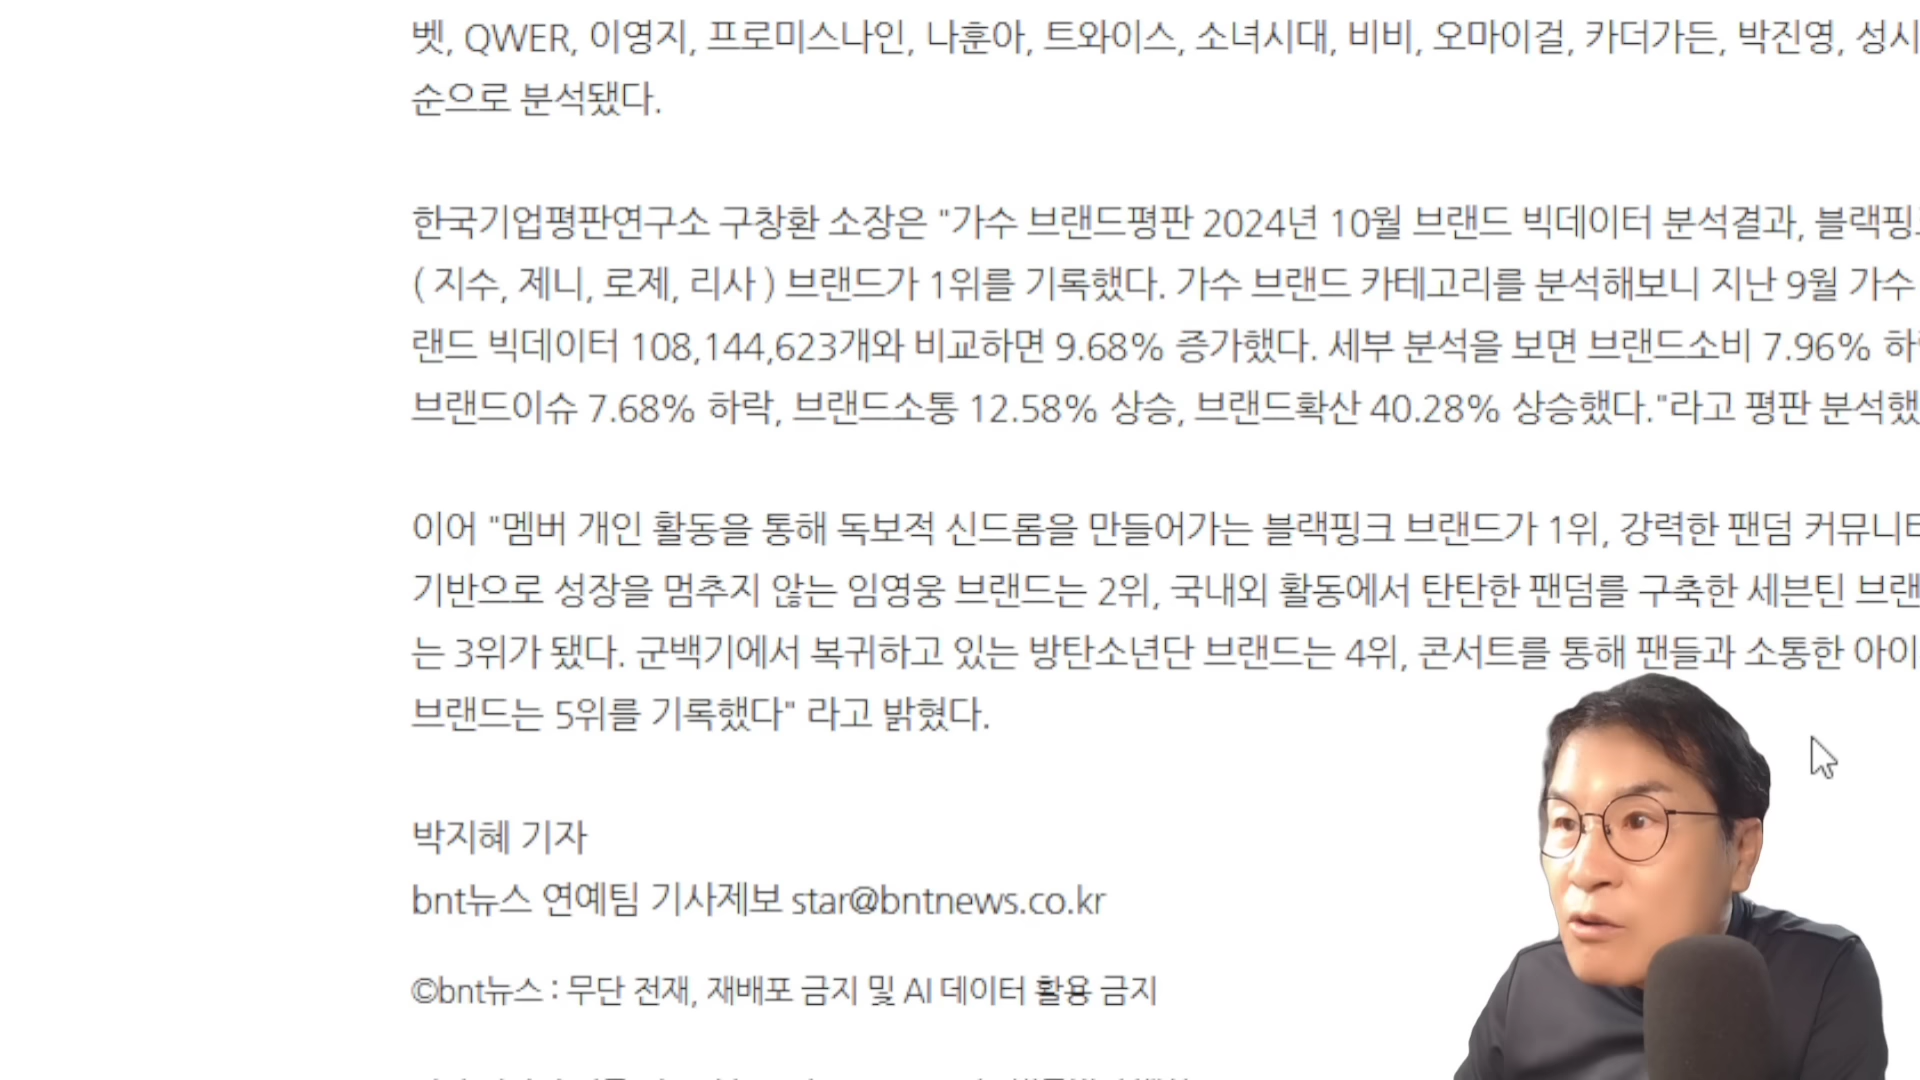 벳, QWER, 이영지, 프로미스나인, 나훈아, 트와이스, 소녀시대, 비비, 오마이걸, 카더가든, 박진영, 성시
순으로 분석됐다.
한국기업평판연구소 구창환 소장은 "가수 브랜드평판 2024년 10월 브랜드 빅데이터 분석결과, 블랙핑
( 지수, 제니, 로제, 리사 ) 브랜드가 1위를 기록했다. 가수 브랜드 카테고리를 분석해보니 지난 9월 가수
랜드 빅데이터 108,144,623개와 비교하면 9.68% 증가했다. 세부 분석을 보면 브랜드소비 7.96% 하
브랜드이슈 7.68% 하락, 브랜드소통 12.58% 상승, 브랜드확산 40.28% 상승했다."라고 평판 분석했
이어 "멤버 개인 활동을 통해 독보적 신드롬을 만들어가는 블랙핑크 브랜드가 1위, 강력한 팬덤 커뮤니티
기반으로 성장을 멈추지 않는 임영웅 브랜드는 2위, 국내외 활동에서 탄탄한 팬덤를 구축한 세븐틴 브랜
는 3위가 됐다. 군백기에서 복귀하고 있는 방탄소년단 브랜드는 4위, 콘서트를 통해 팬들과 소통한 아이
브랜드는 5위를 기록했다" 라고 밝혔다.
박지혜 기자
bnt뉴스 연예팀 기사제보 star@bntnews.co.kr
©bnt뉴스 : 무단 전재, 재배포 금지 및 AI 데이터 활용 금지